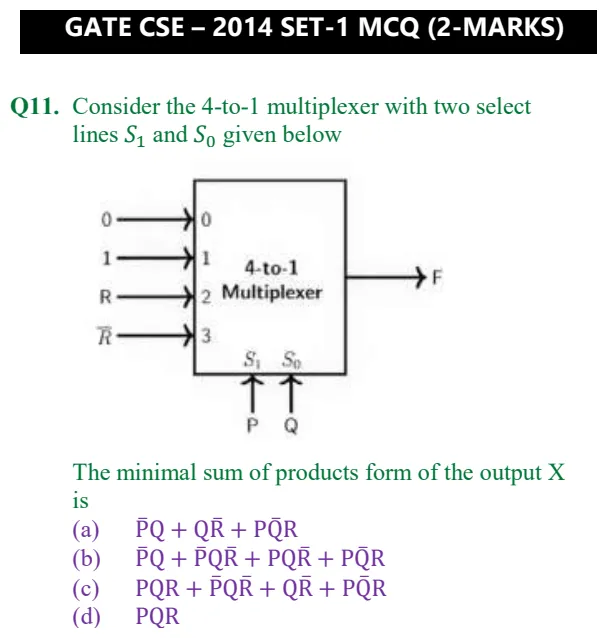 GATE CSE – 2014 SET-1 MCQ (2-MARKS)
Q11. Consider the 4-to-1 multiplexer with two select
lines S₁ and S₀ given below
0 0
1 1
4-to-1
R 2 Multiplexer
F
R̅ 3
S₁ S₀
P Q
The minimal sum of products form of the output X
is
(a) P̅Q + QR̅ + PQ̅R
(b) P̅Q + P̅QR̅ + PQR̅ + PQ̅R
(c) PQR + P̅QR̅ + QR̅ + PQ̅R
(d) PQR